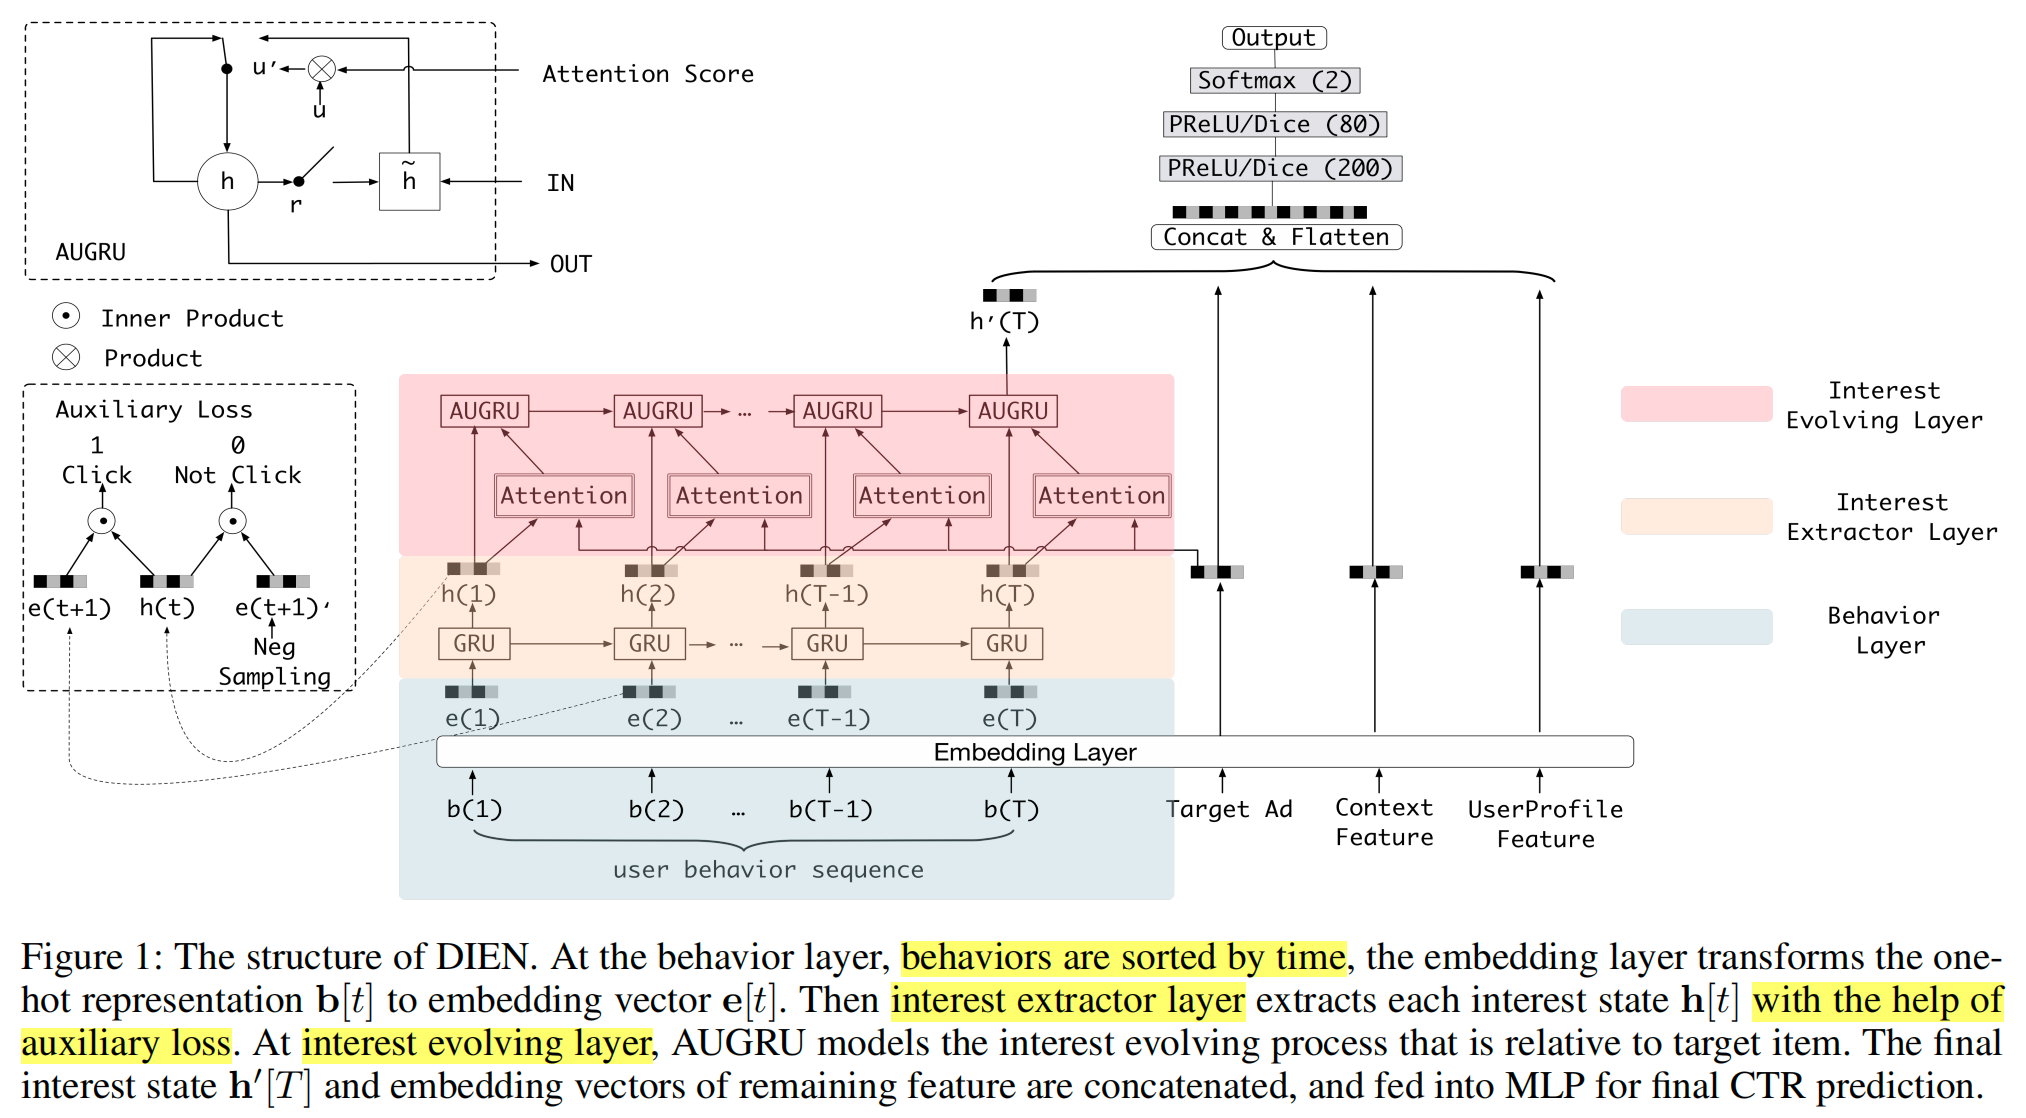 Output
Softmax (2)
PReLU/Dice (80)
PReLU/Dice (200)
Concat & Flatten
u′
u
Attention Score
h
r
h̃
IN
AUGRU
OUT
Inner Product
Product
h′(T)
Auxiliary Loss
1
0
Click
Not Click
e(t+1)
h(t)
e(t+1)′
Neg
Sampling
AUGRU
AUGRU
...
AUGRU
AUGRU
Attention
Attention
Attention
Attention
h(1)
h(2)
h(T-1)
h(T)
GRU
GRU
...
GRU
GRU
e(1)
e(2)
...
e(T-1)
e(T)
Embedding Layer
b(1)
b(2)
...
b(T-1)
b(T)
Target Ad
Context
Feature
UserProfile
Feature
user behavior sequence
Interest
Evolving Layer
Interest
Extractor Layer
Behavior
Layer
Figure 1: The structure of DIEN. At the behavior layer, behaviors are sorted by time, the embedding layer transforms the one-
hot representation b[t] to embedding vector e[t]. Then interest extractor layer extracts each interest state h[t] with the help of
auxiliary loss. At interest evolving layer, AUGRU models the interest evolving process that is relative to target item. The final
interest state h′[T] and embedding vectors of remaining feature are concatenated, and fed into MLP for final CTR prediction.